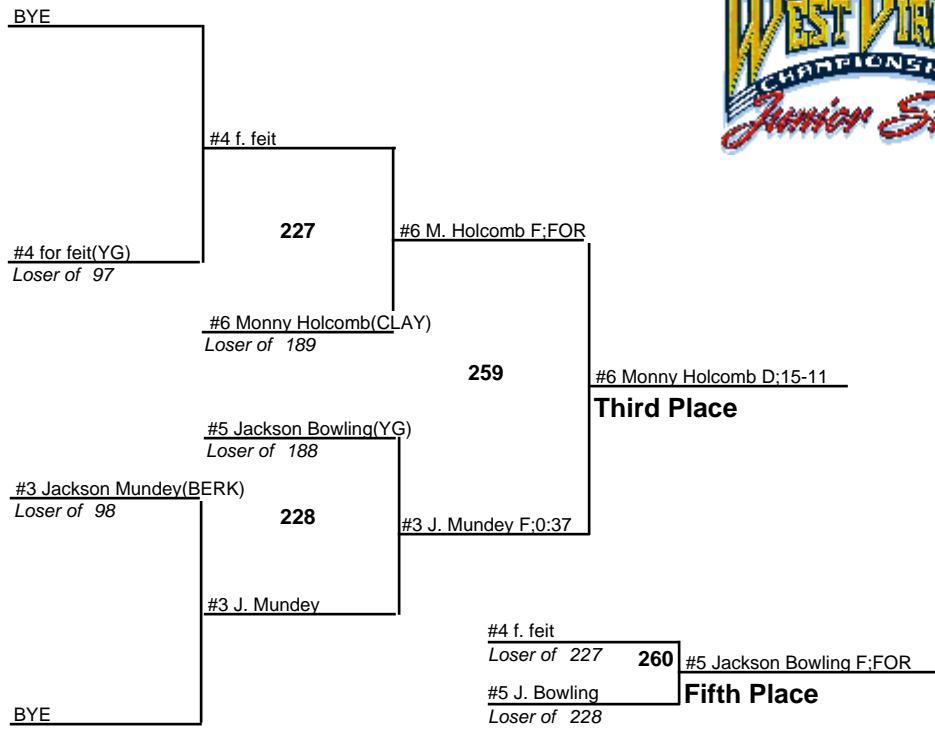 BYE
WEST
CHAMPIONSH
Junior
#4 f. feit
227
#6 M. Holcomb F;FOR
#4 for feit(YG)
Loser of 97
#6 Monny Holcomb(CLAY)
Loser of 189
259
#6 Monny Holcomb D;15-11
Third Place
#5 Jackson Bowling(YG)
Loser of 188
#3 Jackson Mundey(BERK)
Loser of 98
228
#3 J. Mundey F;0:37
#3 J. Mundey
#4 f. feit
Loser of 227
260
#5 Jackson Bowling F;FOR
Fifth Place
#5 J. Bowling
Loser of 228
BYE